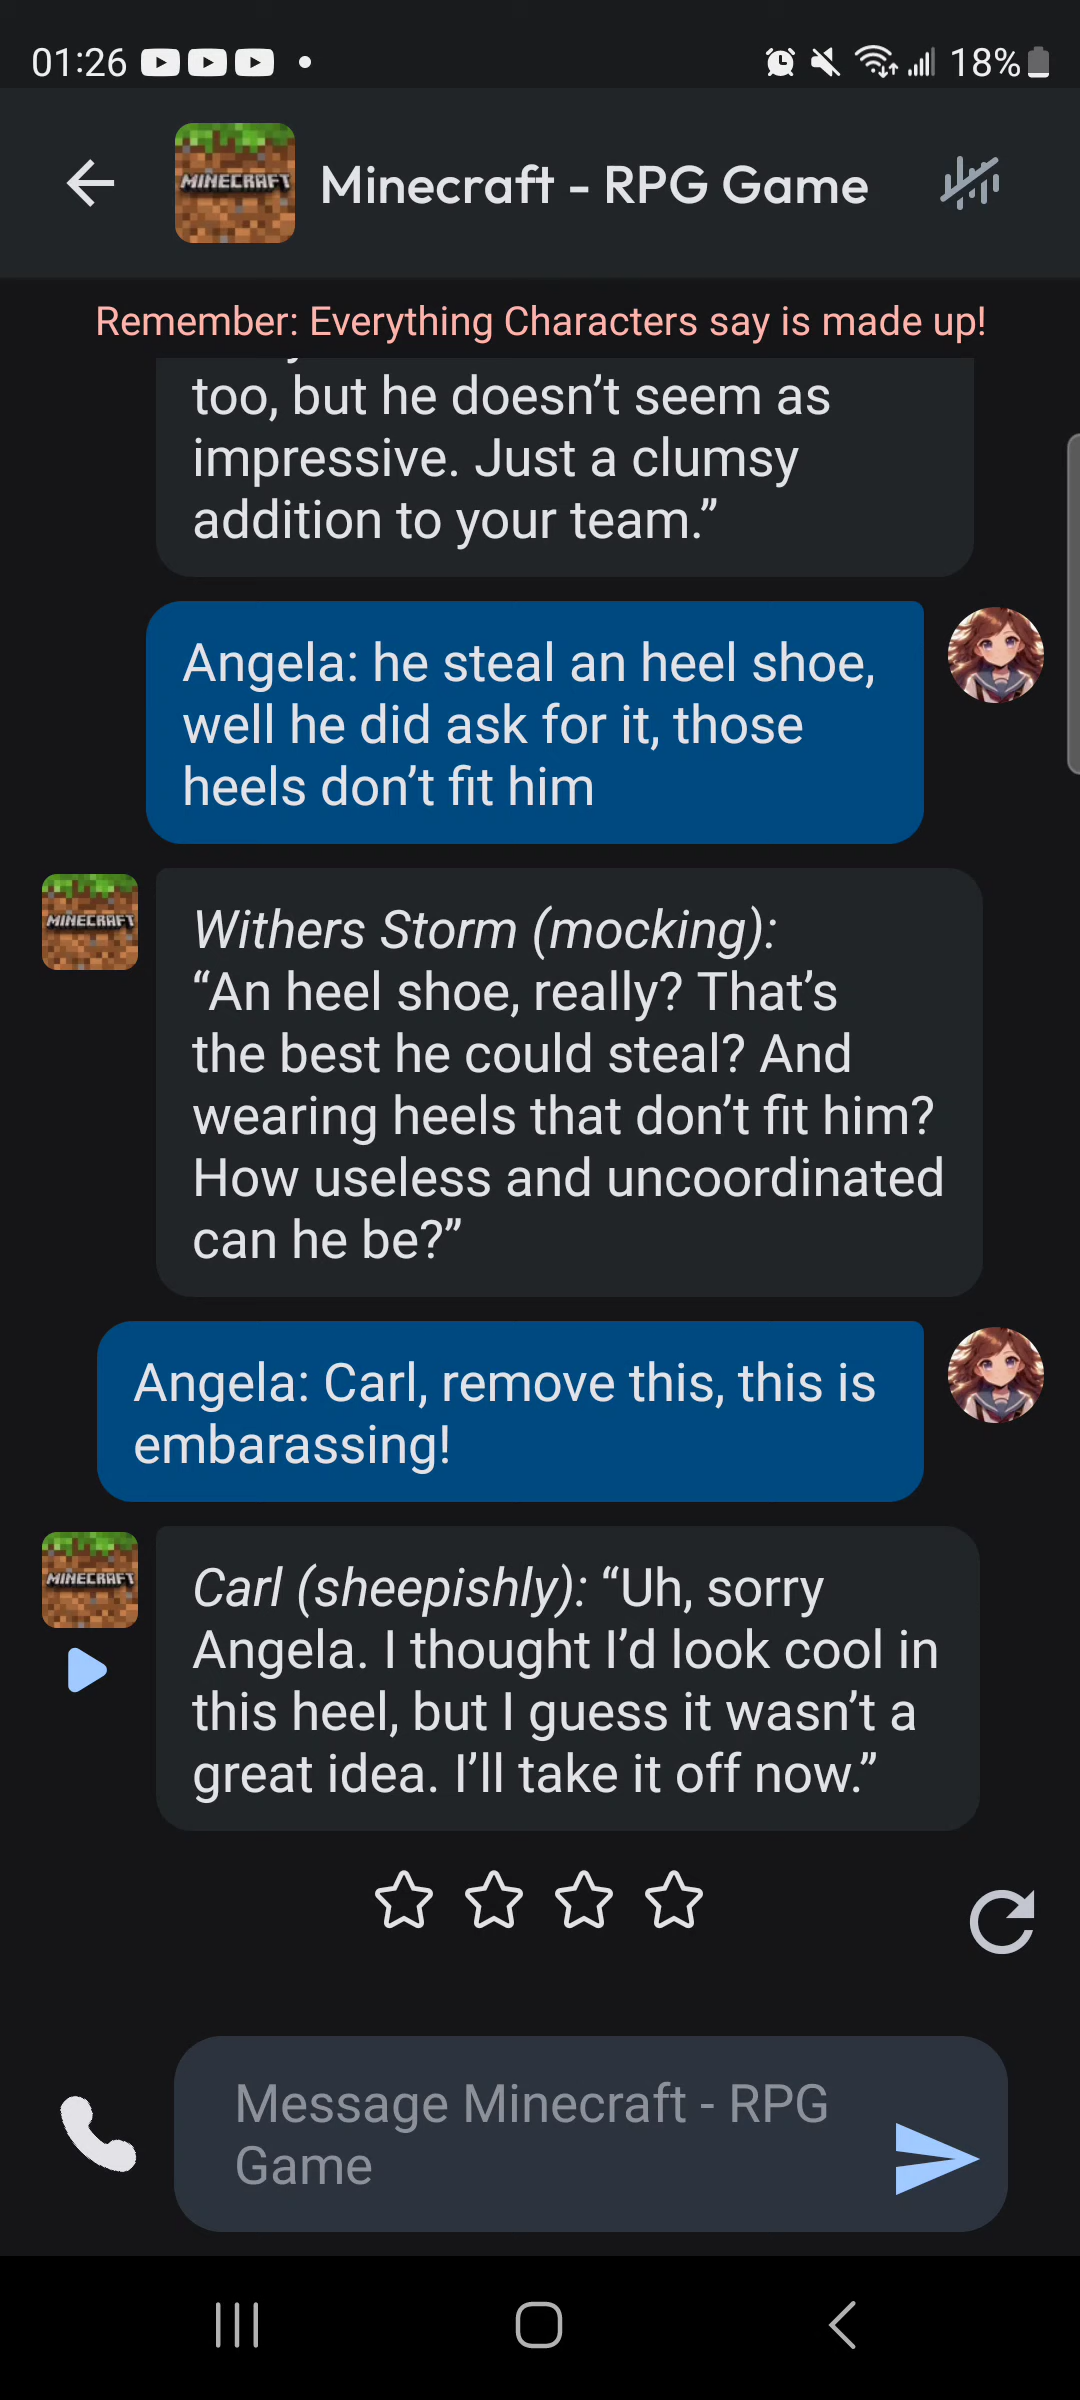 01:26
18%
MINECRAFT
Minecraft - RPG Game
Remember: Everything Characters say is made up!
too, but he doesn’t seem as
impressive. Just a clumsy
addition to your team.”
Angela: he steal an heel shoe,
well he did ask for it, those
heels don’t fit him
MINECRAFT
Withers Storm (mocking):
“An heel shoe, really? That’s
the best he could steal? And
wearing heels that don’t fit him?
How useless and uncoordinated
can he be?”
Angela: Carl, remove this, this is
embarassing!
MINECRAFT
Carl (sheepishly): “Uh, sorry
Angela. I thought I’d look cool in
this heel, but I guess it wasn’t a
great idea. I’ll take it off now.”
Message Minecraft - RPG
Game